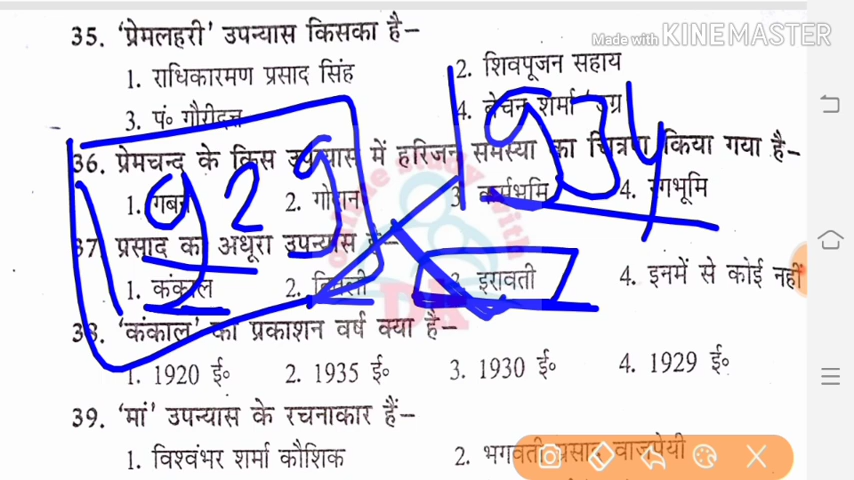 Made with KINEMASTER
35. 'प्रेमलहरी' उपन्यास किसका है–
1. राधिकारमण प्रसाद सिंह 2. शिवपूजन सहाय
3. पं० गौरीदत्त 4. बेचन शर्मा 'उग्र'
36. प्रेमचन्द के किस उपन्यास में हरिजन समस्या का चित्रण किया गया है–
1. गबन 2. गोदान 3. कर्मभूमि 4. रंगभूमि
1929 1934
37. प्रसाद का अधूरा उपन्यास है–
1. कंकाल 2. तितली 3. इरावती 4. इनमें से कोई नहीं
38. 'कंकाल' का प्रकाशन वर्ष क्या है–
1. 1920 ई० 2. 1935 ई० 3. 1930 ई० 4. 1929 ई०
39. 'मां' उपन्यास के रचनाकार हैं–
1. विश्वंभर शर्मा कौशिक 2. भगवती प्रसाद वाजपेयी